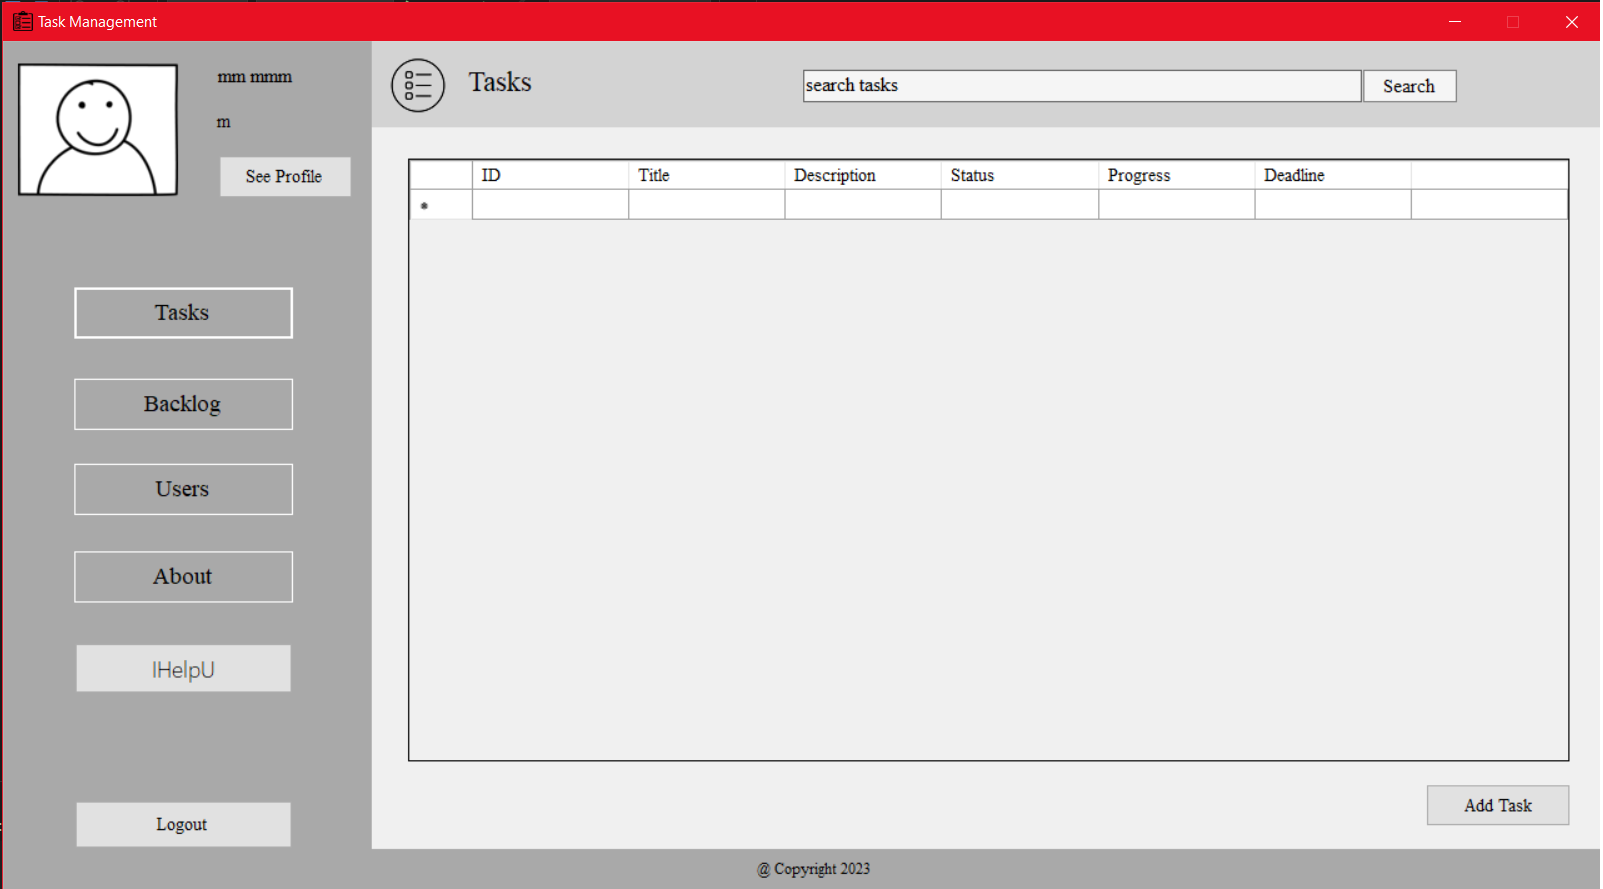 Task Management
mm mmm
m
See Profile
Tasks
Backlog
Users
About
IHelpU
Logout
Tasks
search tasks
Search
ID Title Description Status Progress Deadline
*
Add Task
@ Copyright 2023